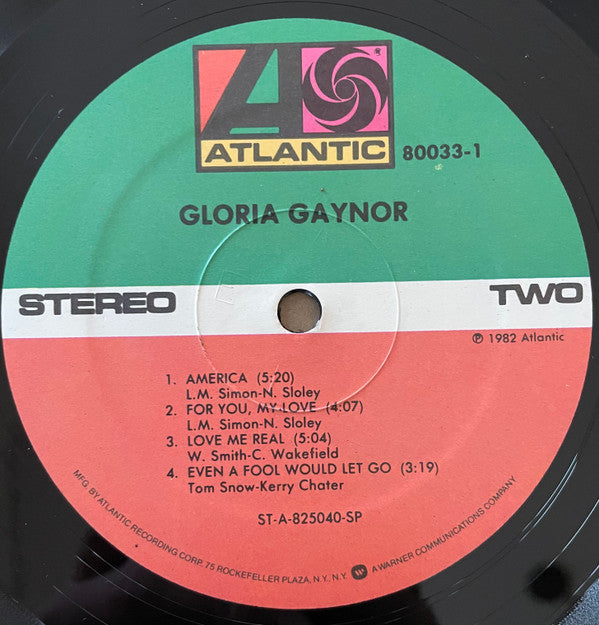 A
®
ATLANTIC 80033-1
GLORIA GAYNOR
STEREO TWO
℗ 1982 Atlantic
1. AMERICA (5:20)
L.M. Simon-N. Sloley
2. FOR YOU, MY LOVE (4:07)
L.M. Simon-N. Sloley
3. LOVE ME REAL (5:04)
W. Smith-C. Wakefield
4. EVEN A FOOL WOULD LET GO (3:19)
Tom Snow-Kerry Chater
ST-A-825040-SP
MFG. BY ATLANTIC RECORDING CORP. 75 ROCKEFELLER PLAZA, N.Y. N.Y. A WARNER COMMUNICATIONS COMPANY